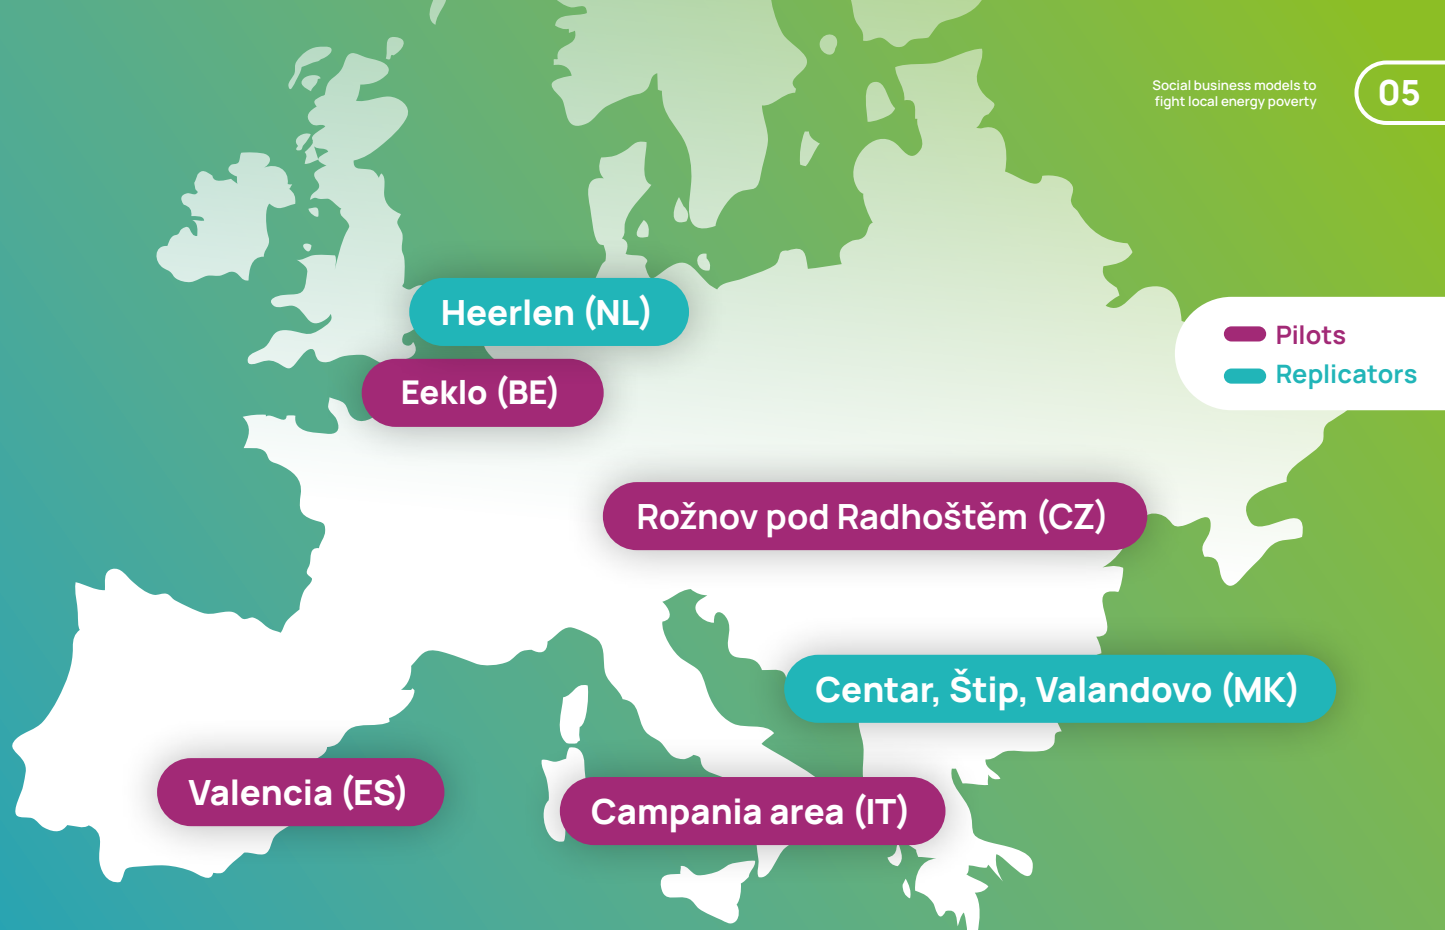 Social business models to
fight local energy poverty
05
Heerlen (NL)
Pilots
Replicators
Eeklo (BE)
Rožnov pod Radhoštěm (CZ)
Centar, Štip, Valandovo (MK)
Valencia (ES)
Campania area (IT)